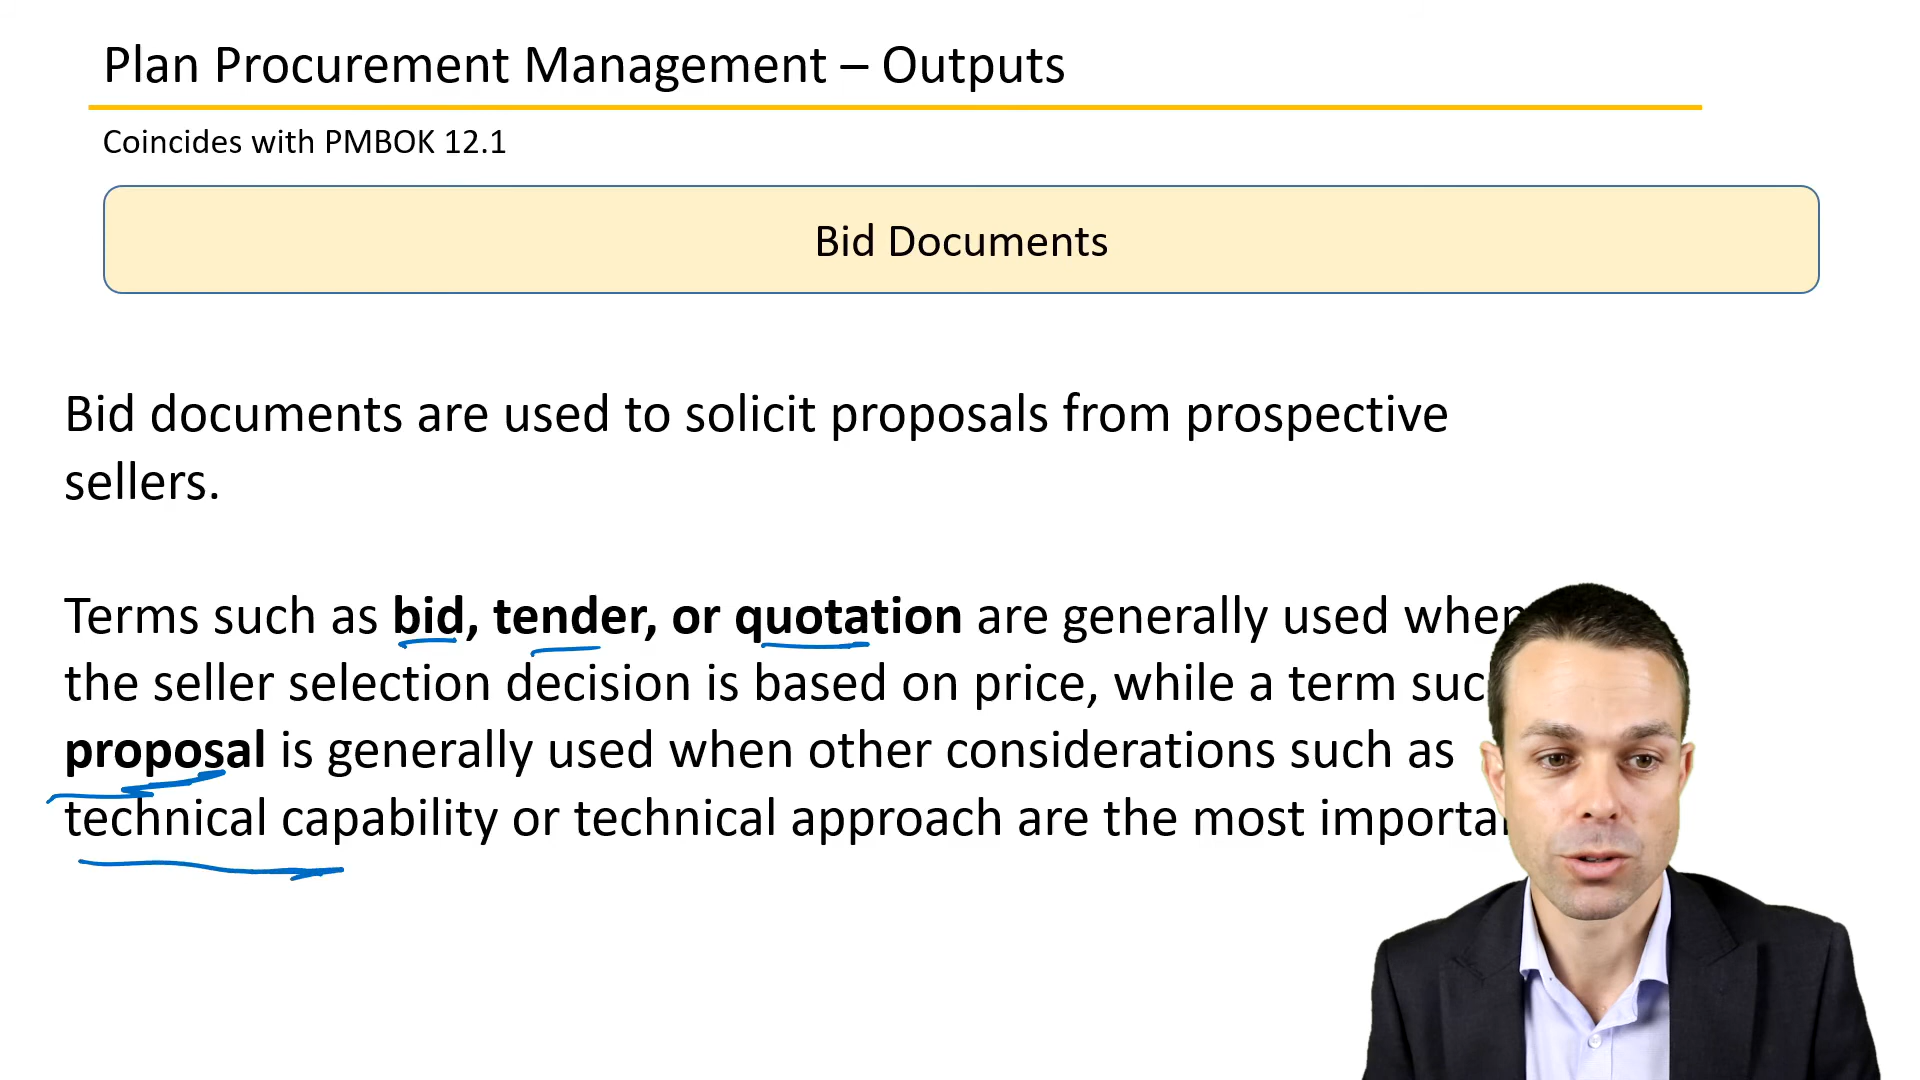 Plan Procurement Management – Outputs
Coincides with PMBOK 12.1
Bid Documents
Bid documents are used to solicit proposals from prospective
sellers.
Terms such as bid, tender, or quotation are generally used when
the seller selection decision is based on price, while a term
proposal is generally used when other considerations such as
technical capability or technical approach are the most